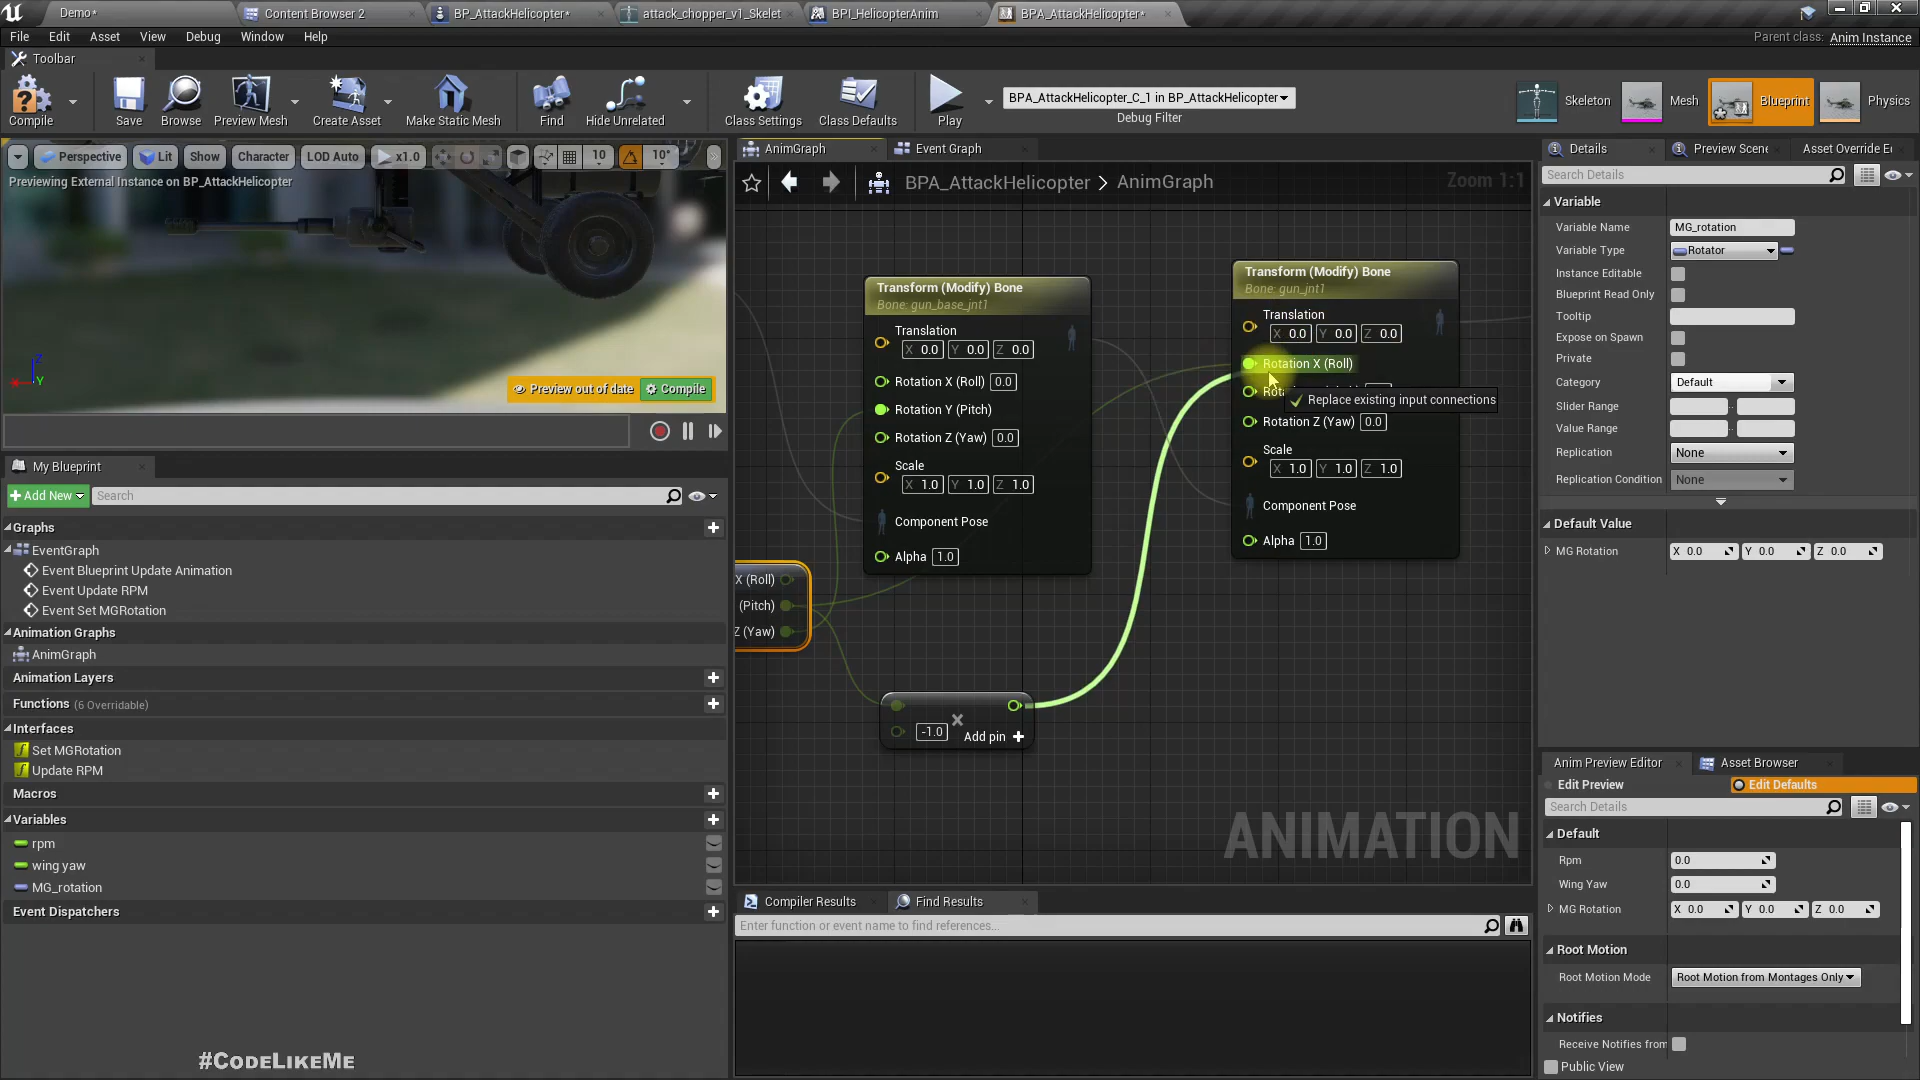 Demo*
Content Browser 2
BP_AttackHelicopter*
attack_chopper_v1_Skelet
BPI_HelicopterAnim
BPA_AttackHelicopter*
File
Edit
Asset
View
Debug
Window
Help
Parent class: Anim Instance
Toolbar
Compile
Save
Browse
Preview Mesh
Create Asset
Make Static Mesh
Find
Hide Unrelated
Class Settings
Class Defaults
Play
BPA_AttackHelicopter_C_1 in BP_AttackHelicopter
Debug Filter
Skeleton
Mesh
Blueprint
Physics
Perspective
Lit
Show
Character
LOD Auto
x1.0
10
10°
Previewing External Instance on BP_AttackHelicopter
Z
Y
Preview out of date
Compile
My Blueprint
Add New
Search
Graphs
EventGraph
Event Blueprint Update Animation
Event Update RPM
Event Set MGRotation
Animation Graphs
AnimGraph
Animation Layers
Functions (6 Overridable)
Interfaces
Set MGRotation
Update RPM
Macros
Variables
rpm
wing yaw
MG_rotation
Event Dispatchers
#CodeLikeMe
AnimGraph
Event Graph
BPA_AttackHelicopter > AnimGraph
Zoom 1:1
Transform (Modify) Bone
Bone: gun_base_jnt1
Translation
X 0.0 Y 0.0 Z 0.0
Rotation X (Roll) 0.0
Rotation Y (Pitch)
Rotation Z (Yaw) 0.0
Scale
X 1.0 Y 1.0 Z 1.0
Component Pose
Alpha 1.0
Transform (Modify) Bone
Bone: gun_jnt1
Translation
X 0.0 Y 0.0 Z 0.0
Rotation X (Roll)
Replace existing input connections
Rotation Z (Yaw) 0.0
Scale
X 1.0 Y 1.0 Z 1.0
Component Pose
Alpha 1.0
X (Roll)
(Pitch)
Z (Yaw)
-1.0
Add pin
ANIMATION
Compiler Results
Find Results
Enter function or event name to find references...
Details
Preview Scene
Asset Override Ec
Search Details
Variable
Variable Name MG_rotation
Variable Type Rotator
Instance Editable
Blueprint Read Only
Tooltip
Expose on Spawn
Private
Category Default
Slider Range
Value Range
Replication None
Replication Condition None
Default Value
MG Rotation X 0.0 Y 0.0 Z 0.0
Anim Preview Editor
Asset Browser
Edit Preview
Edit Defaults
Search Details
Default
Rpm 0.0
Wing Yaw 0.0
MG Rotation X 0.0 Y 0.0 Z 0.0
Root Motion
Root Motion Mode Root Motion from Montages Only
Notifies
Receive Notifies from
Public View